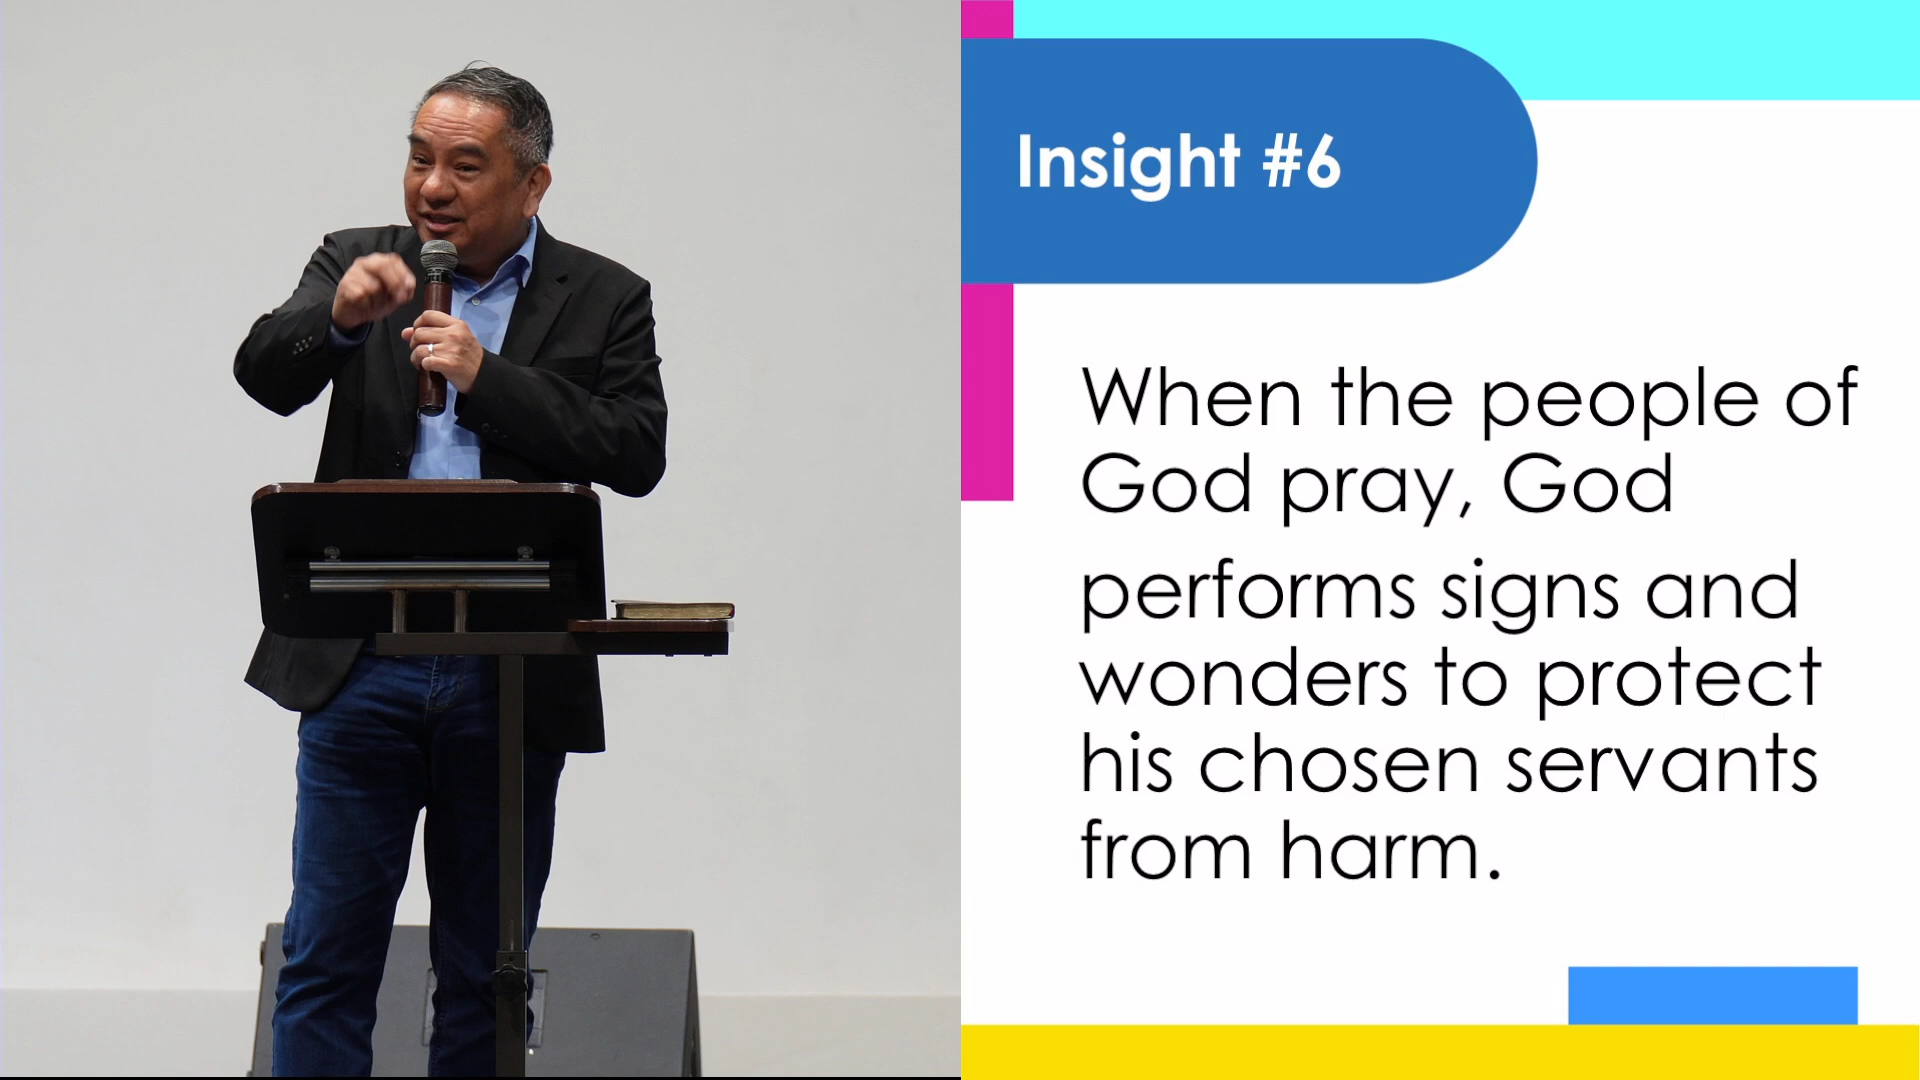 Insight #6
When the people of
God pray, God
performs signs and
wonders to protect
his chosen servants
from harm.